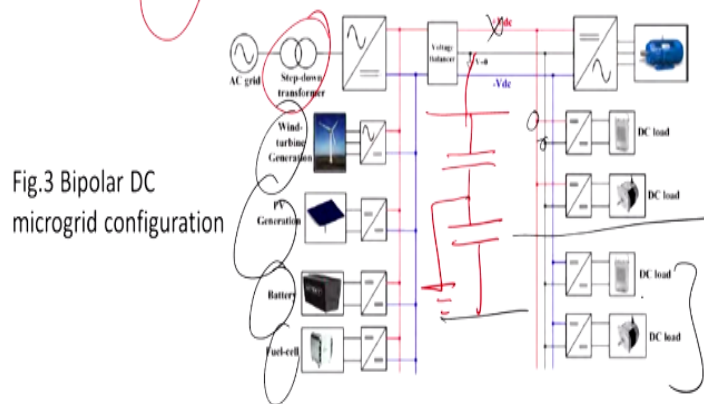 Fig.3 Bipolar DC
microgrid configuration
AC grid
Step-down
transformer
Wind-
turbine
Generation
PV
Generation
Battery
Fuel-cell
Voltage
Balancer
-Vdc
DC load
DC load
DC load
DC load